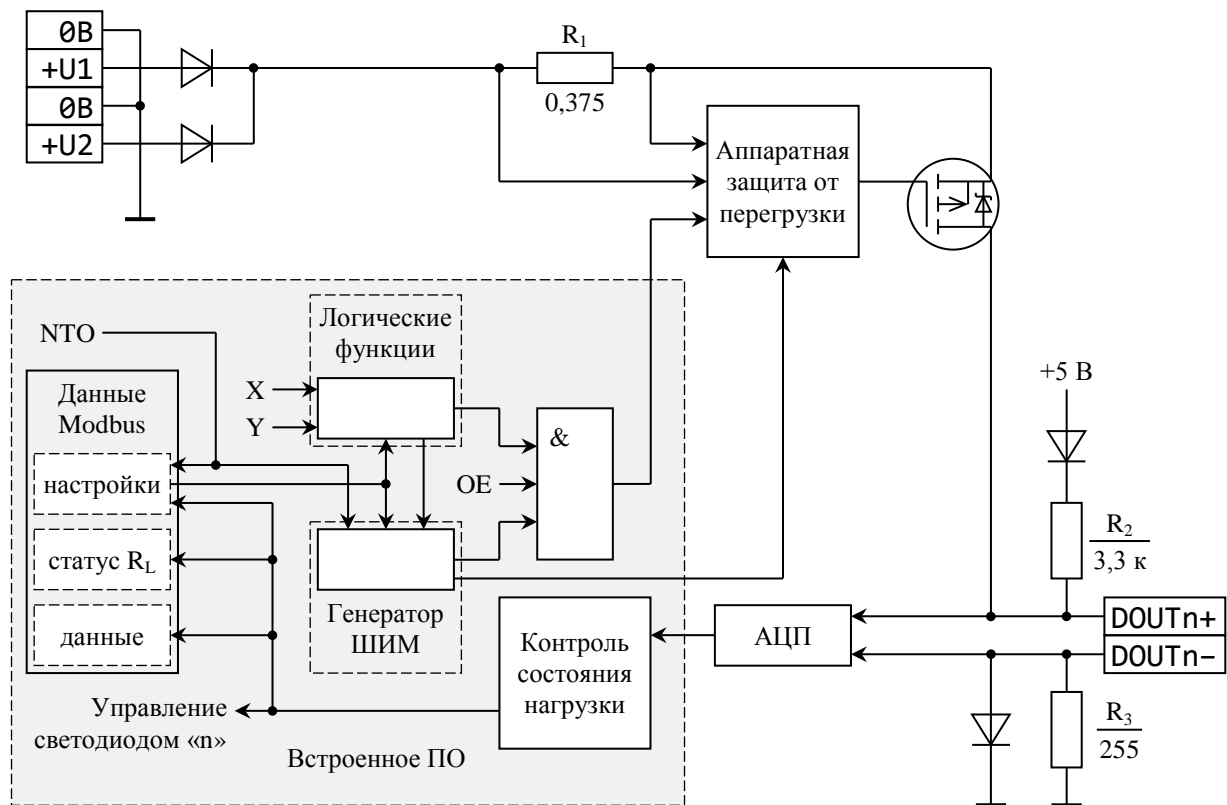 0В
+U1
0В
+U2
R1
0,375
Аппаратная
защита от
перегрузки
NTO
Логические
функции
X
Y
Данные
Modbus
настройки
статус RL
данные
&
OE
Генератор
ШИМ
Контроль
состояния
нагрузки
АЦП
+5 В
R2
3,3 к
DOUTn+
DOUTn−
R3
255
Управление
светодиодом «n»
Встроенное ПО